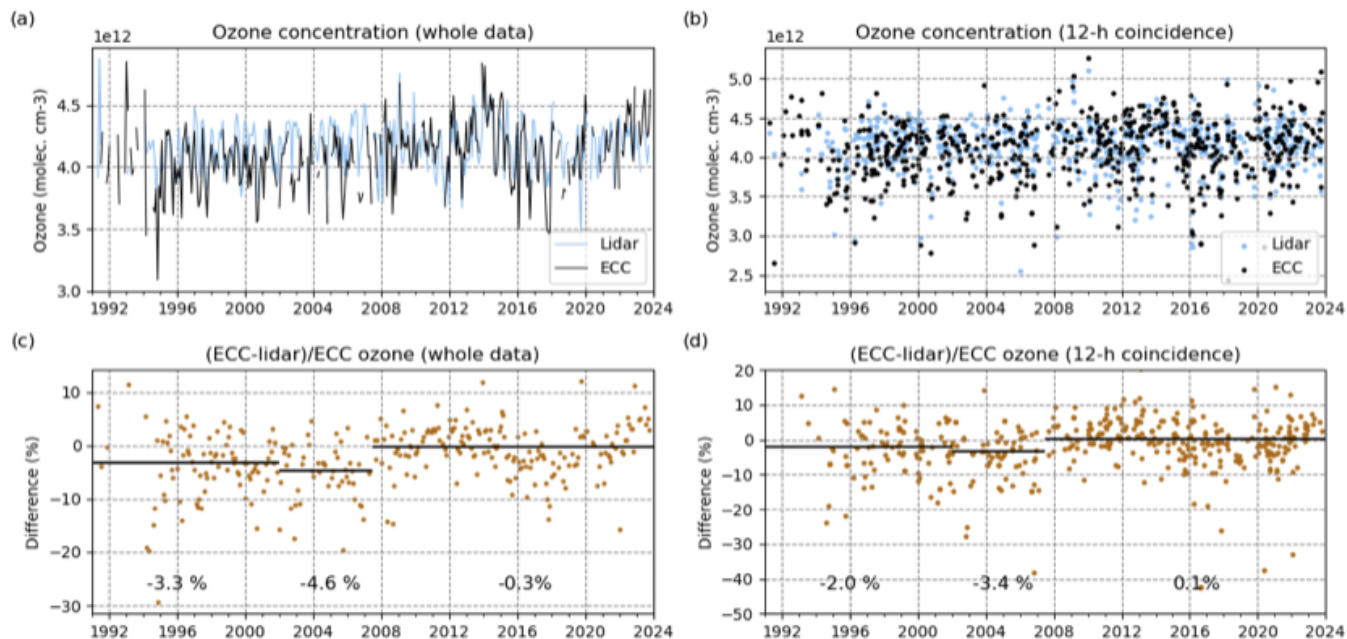 (a)
1e12
Ozone concentration (whole data)
Ozone (molec. cm-3)
4.5
4.0
3.5
3.0
Lidar
ECC
1992 1996 2000 2004 2008 2012 2016 2020 2024
(b)
1e12
Ozone concentration (12-h coincidence)
Ozone (molec. cm-3)
5.0
4.5
4.0
3.5
3.0
2.5
Lidar
ECC
1992 1996 2000 2004 2008 2012 2016 2020 2024
(c)
(ECC-lidar)/ECC ozone (whole data)
Difference (%)
10
0
-10
-20
-30
-3.3 % -4.6 % -0.3%
1992 1996 2000 2004 2008 2012 2016 2020 2024
(d)
(ECC-lidar)/ECC ozone (12-h coincidence)
Difference (%)
20
10
0
-10
-20
-30
-40
-50
-2.0 % -3.4 % 0.1%
1992 1996 2000 2004 2008 2012 2016 2020 2024